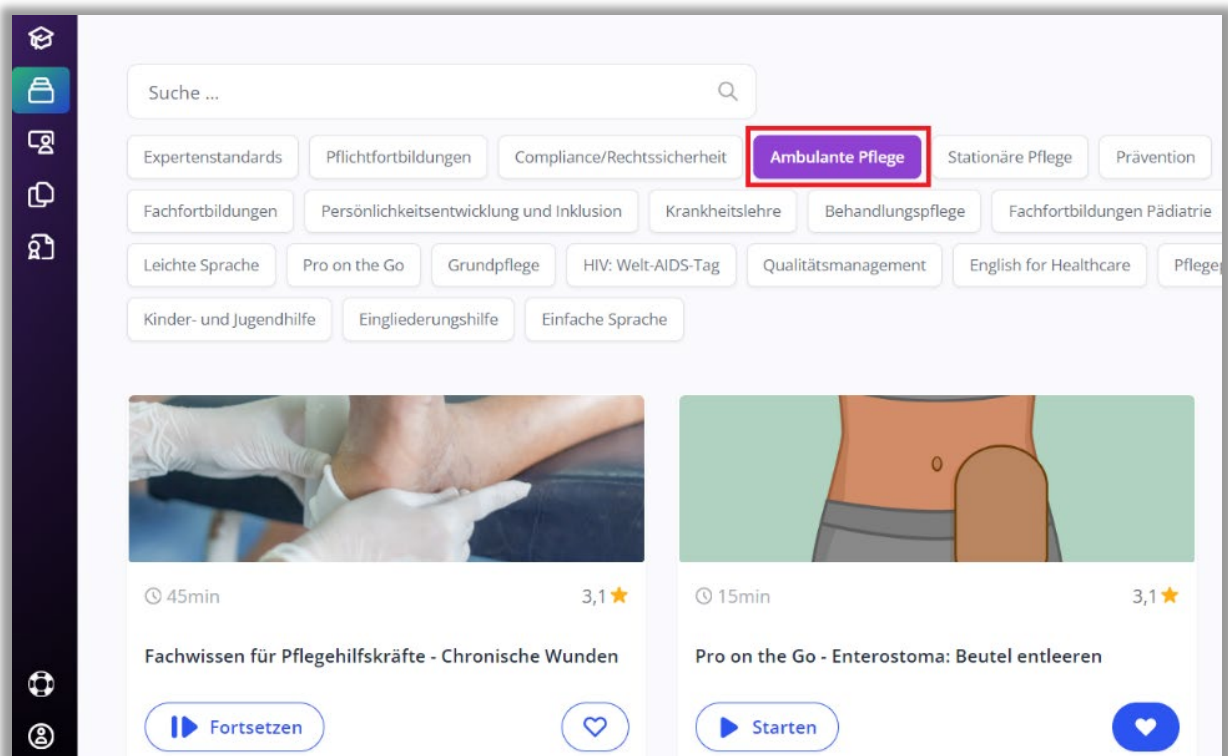 Suche ...
Expertenstandards Pflichtfortbildungen Compliance/Rechtssicherheit Ambulante Pflege Stationäre Pflege Prävention
Fachfortbildungen Persönlichkeitsentwicklung und Inklusion Krankheitslehre Behandlungspflege Fachfortbildungen Pädiatrie
Leichte Sprache Pro on the Go Grundpflege HIV: Welt-AIDS-Tag Qualitätsmanagement English for Healthcare
Kinder- und Jugendhilfe Eingliederungshilfe Einfache Sprache
45min 3,1 15min 3,1
Fachwissen für Pflegehilfskräfte - Chronische Wunden Pro on the Go - Enterostoma: Beutel entleeren
Fortsetzen Starten